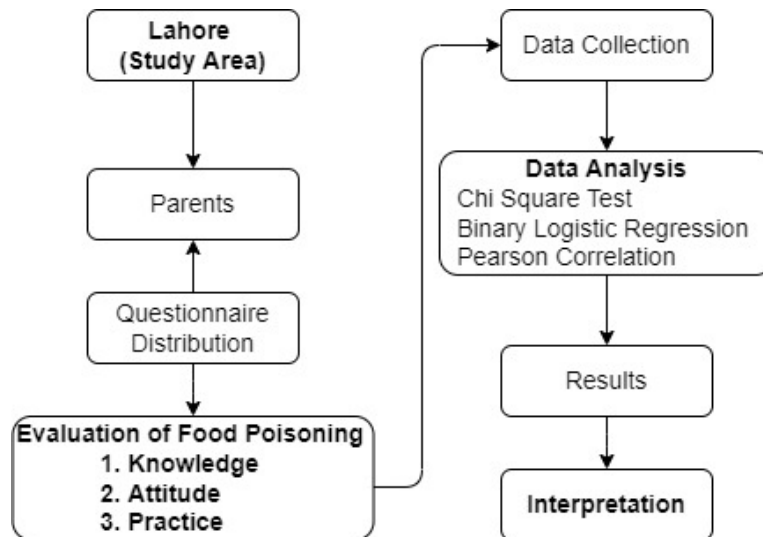 Lahore
(Study Area)
Parents
Questionnaire
Distribution
Evaluation of Food Poisoning
1. Knowledge
2. Attitude
3. Practice
Data Collection
Data Analysis
Chi Square Test
Binary Logistic Regression
Pearson Correlation
Results
Interpretation